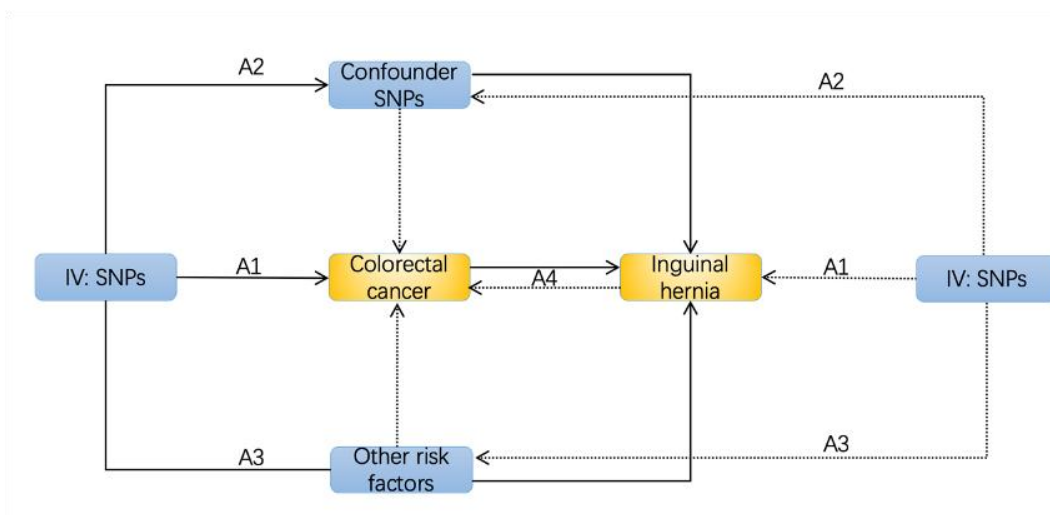 A2
Confounder
SNPs
A2
IV: SNPs
A1
Colorectal
cancer
A4
Inguinal
hernia
A1
IV: SNPs
A3
Other risk
factors
A3